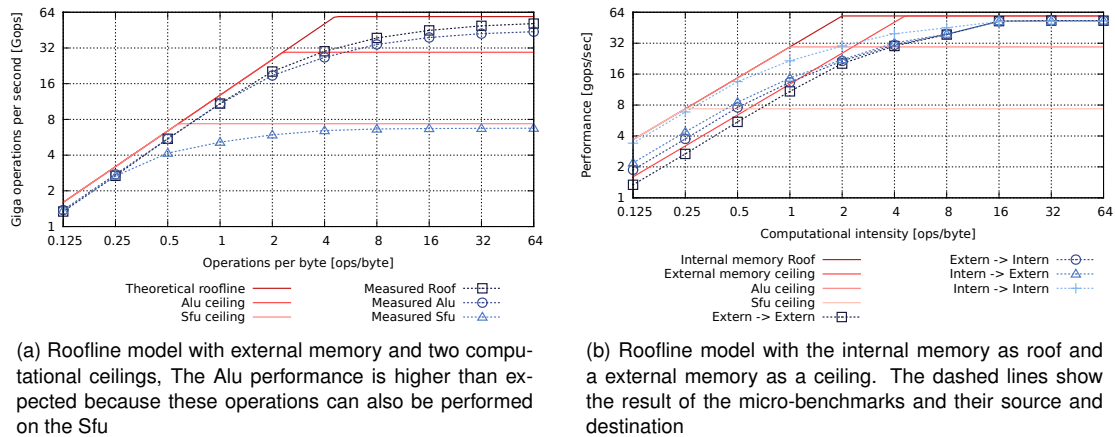 64
32
16
8
4
2
1
Giga operations per second [Gops]
0.125 0.25 0.5 1 2 4 8 16 32 64
Operations per byte [ops/byte]
Theoretical roofline
Alu ceiling
Sfu ceiling
Measured Roof
Measured Alu
Measured Sfu
(a) Roofline model with external memory and two compu-
tational ceilings, The Alu performance is higher than ex-
pected because these operations can also be performed
on the Sfu
64
32
16
8
4
2
1
Performance [gops/sec]
0.125 0.25 0.5 1 2 4 8 16 32 64
Computational intensity [ops/byte]
Internal memory Roof
External memory ceiling
Alu ceiling
Sfu ceiling
Extern -> Extern
Extern -> Intern
Intern -> Extern
Intern -> Intern
(b) Roofline model with the internal memory as roof and
a external memory as a ceiling. The dashed lines show
the result of the micro-benchmarks and their source and
destination